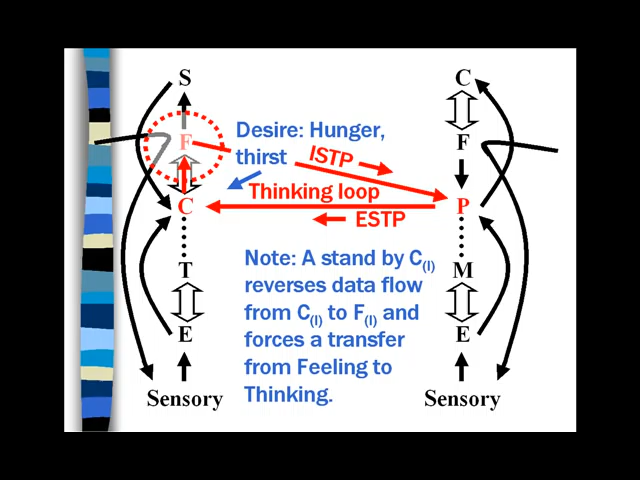 S
C
Desire: Hunger,
thirst
F
ISTP
F
Thinking loop
C
P
ESTP
Note: A stand by C(l)
reverses data flow
from C(l) to F(l) and
forces a transfer
from Feeling to
Thinking.
T
M
E
E
Sensory
Sensory